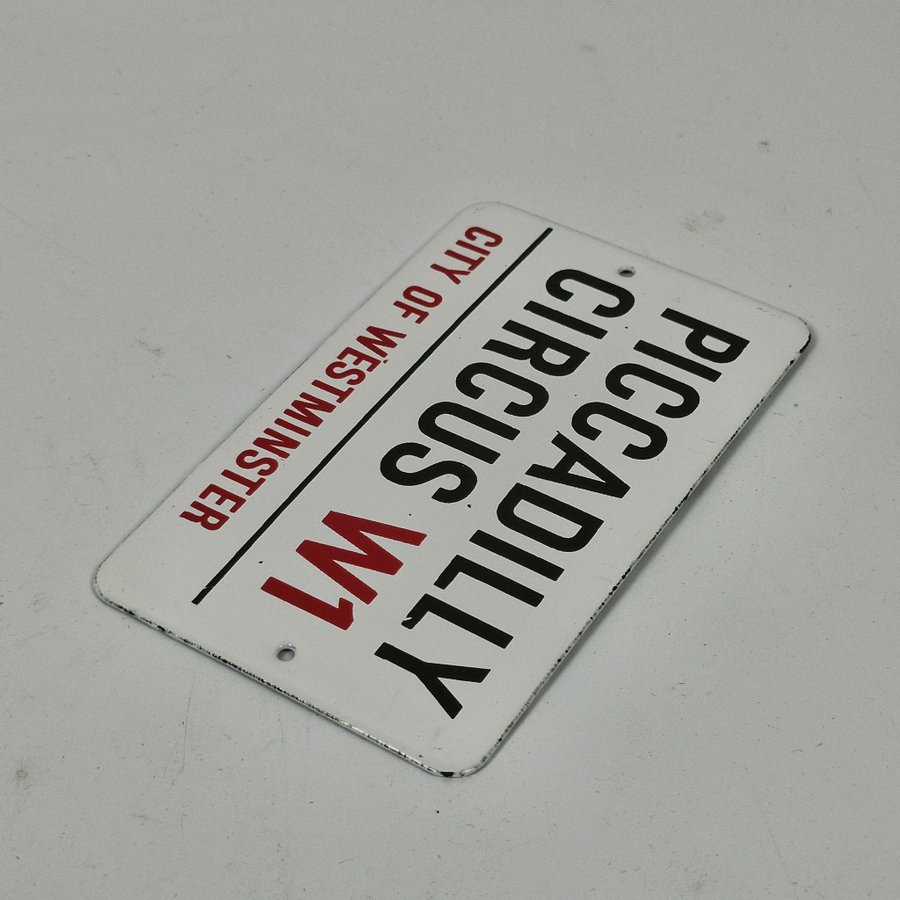 PICCADILLY
CIRCUS W1
CITY OF WESTMINSTER